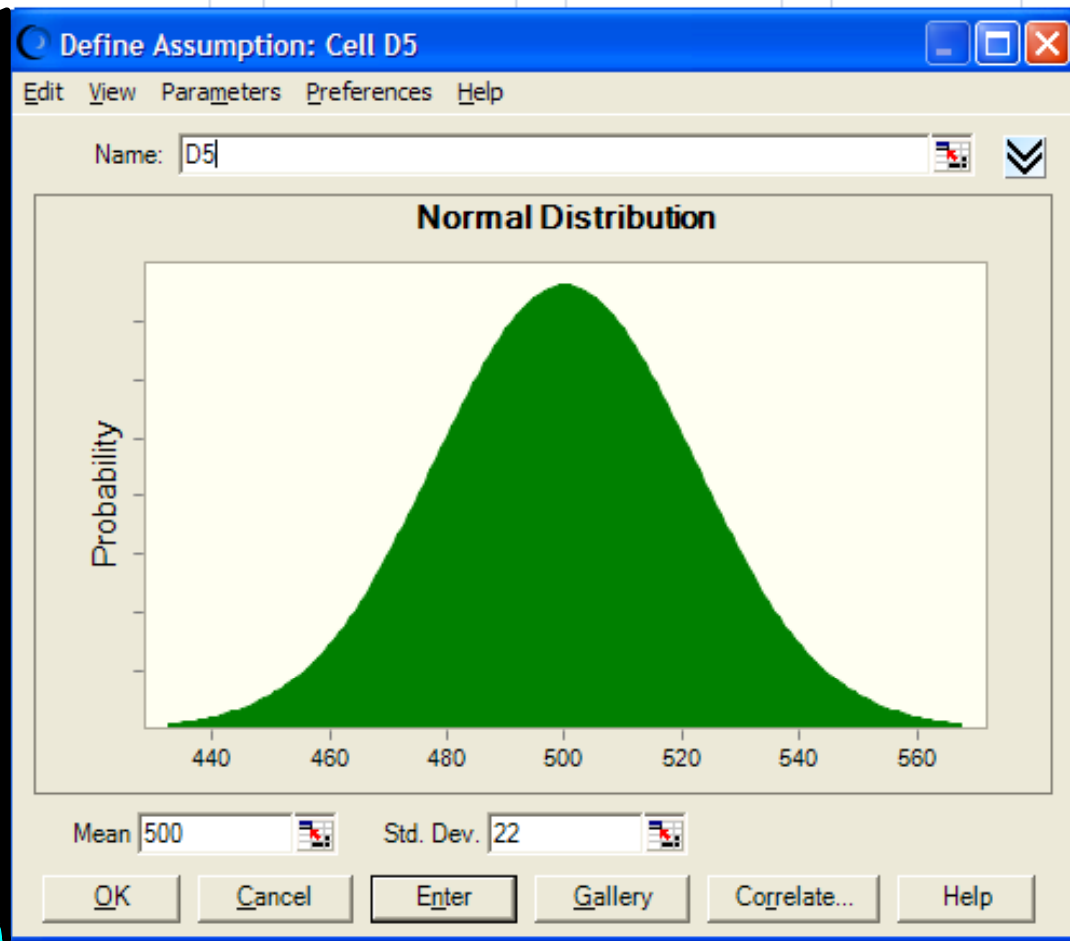 Define Assumption: Cell D5
Edit View Parameters Preferences Help
Name: D5
Normal Distribution
Probability
440 460 480 500 520 540 560
Mean 500 Std. Dev. 22
OK Cancel Enter Gallery Correlate... Help